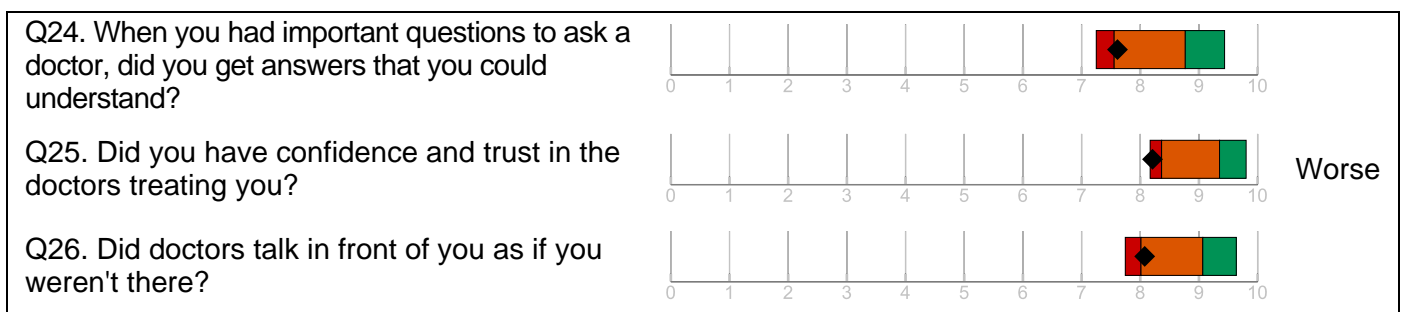 Q24. When you had important questions to ask a
doctor, did you get answers that you could
understand?
0 1 2 3 4 5 6 7 8 9 10
Q25. Did you have confidence and trust in the
doctors treating you?
Worse
0 1 2 3 4 5 6 7 8 9 10
Q26. Did doctors talk in front of you as if you
weren't there?
0 1 2 3 4 5 6 7 8 9 10